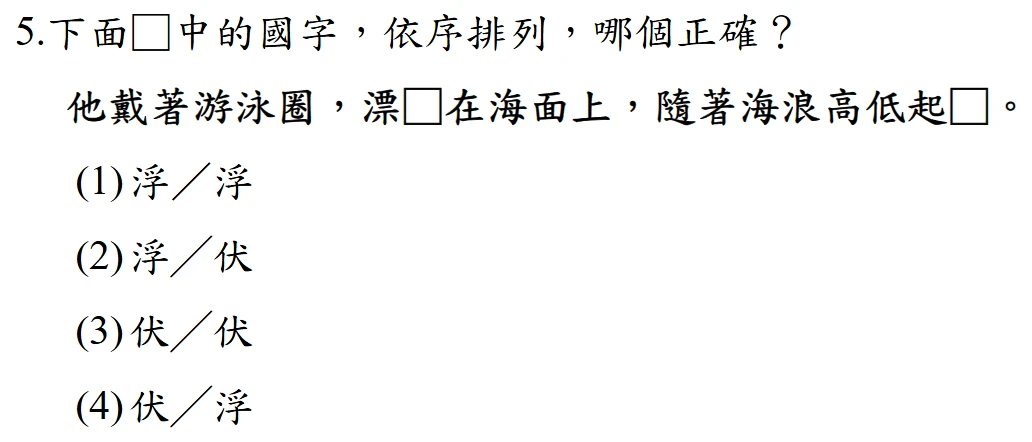 5.下面□中的國字，依序排列，哪個正確？
他戴著游泳圈，漂□在海面上，隨著海浪高低起□。
(1)浮／浮
(2)浮／伏
(3)伏／伏
(4)伏／浮